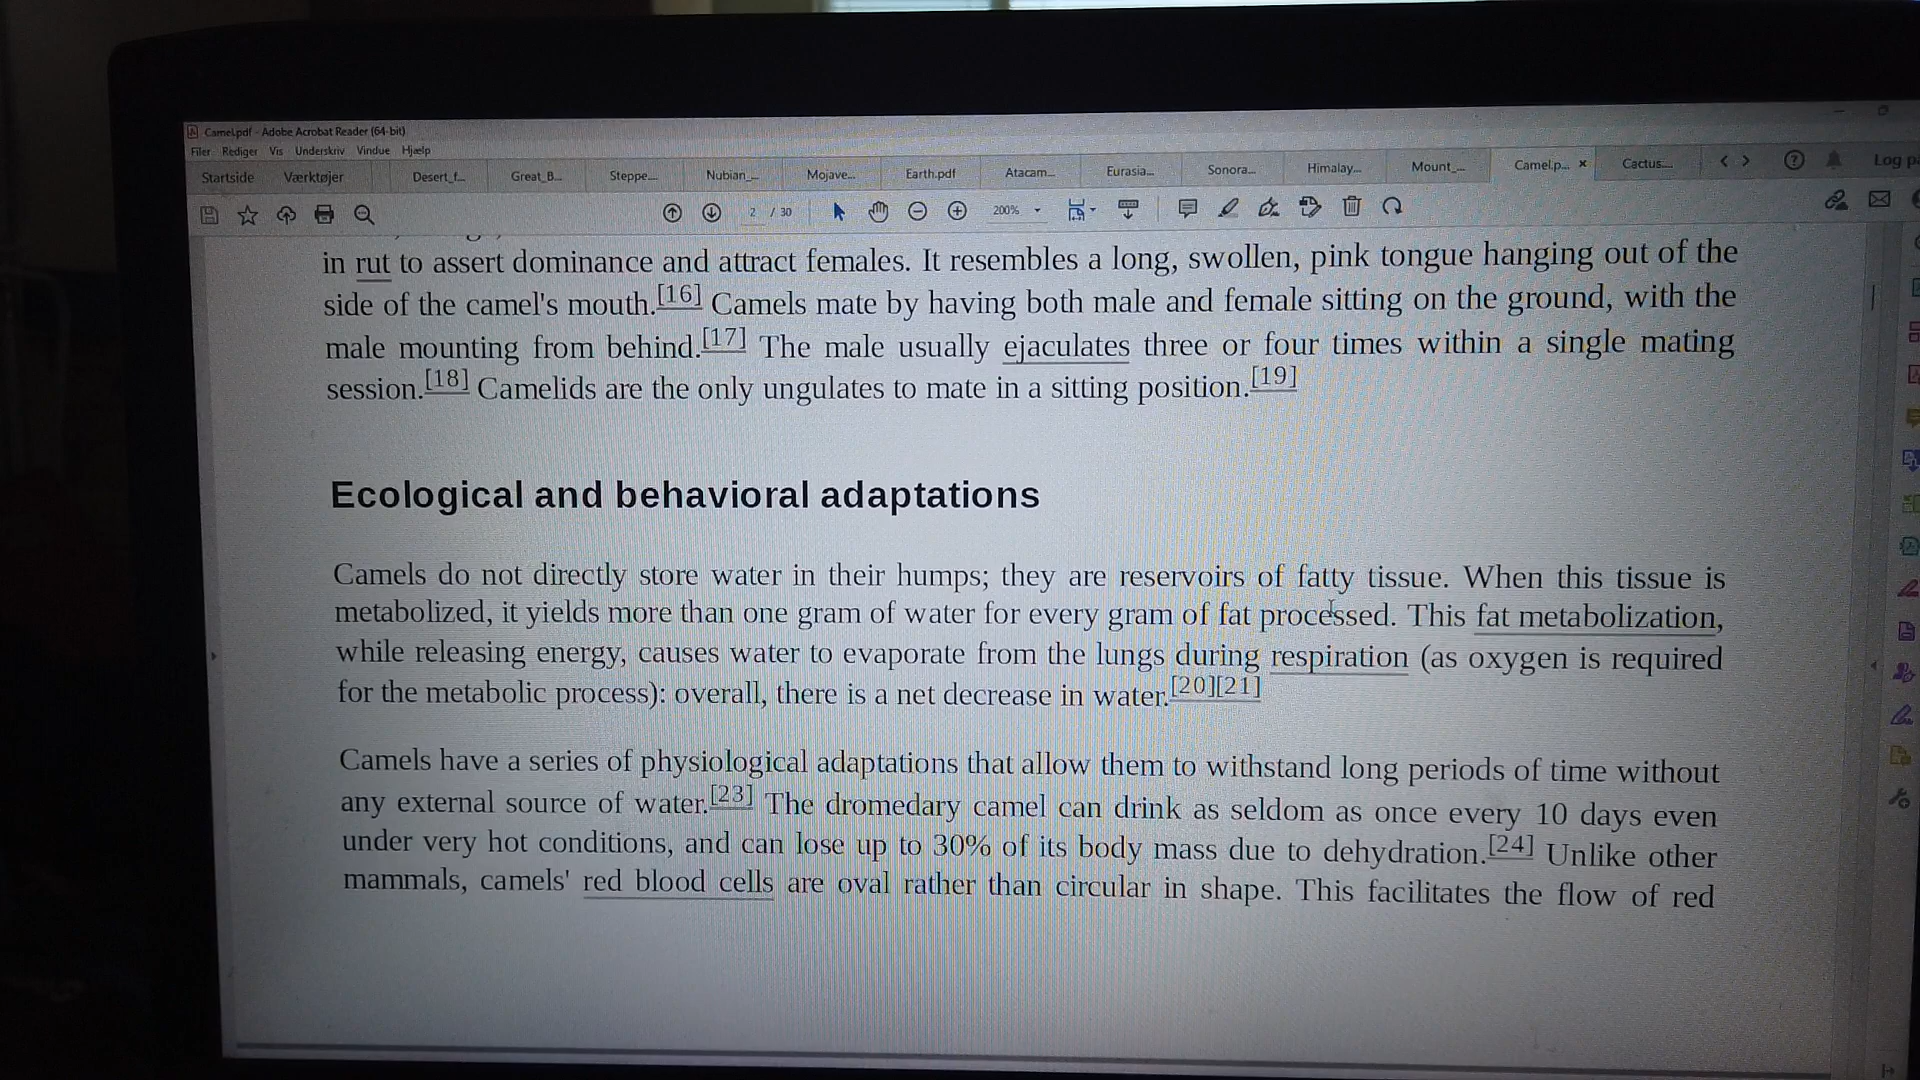 Camel.pdf - Adobe Acrobat Reader (64-bit)
Filer Rediger Vis Underskriv Vindue Hjælp
Startside Værktøjer Desert_f... Great_B... Steppe.... Nubian_... Mojave... Earth.pdf Atacam... Eurasia... Sonora... Himalay... Mount_... Camel.p... × Cactus.... Log
2 / 30 200%
in rut to assert dominance and attract females. It resembles a long, swollen, pink tongue hanging out of the
side of the camel's mouth.[16] Camels mate by having both male and female sitting on the ground, with the
male mounting from behind.[17] The male usually ejaculates three or four times within a single mating
session.[18] Camelids are the only ungulates to mate in a sitting position.[19]
Ecological and behavioral adaptations
Camels do not directly store water in their humps; they are reservoirs of fatty tissue. When this tissue is
metabolized, it yields more than one gram of water for every gram of fat processed. This fat metabolization,
while releasing energy, causes water to evaporate from the lungs during respiration (as oxygen is required
for the metabolic process): overall, there is a net decrease in water.[20][21]
Camels have a series of physiological adaptations that allow them to withstand long periods of time without
any external source of water.[23] The dromedary camel can drink as seldom as once every 10 days even
under very hot conditions, and can lose up to 30% of its body mass due to dehydration.[24] Unlike other
mammals, camels' red blood cells are oval rather than circular in shape. This facilitates the flow of red